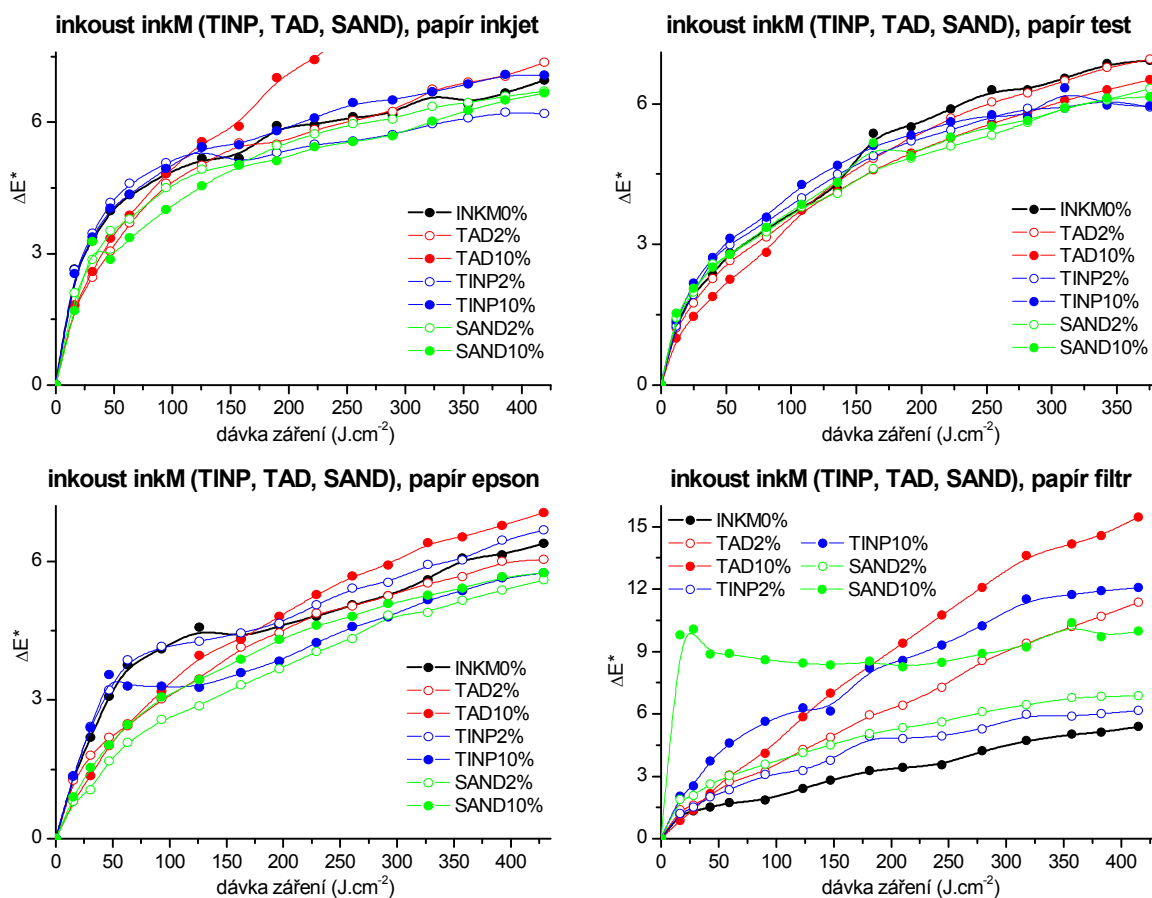 inkoust inkM (TINP, TAD, SAND), papír inkjet
6
3
0
ΔE*
INKM0%
TAD2%
TAD10%
TINP2%
TINP10%
SAND2%
SAND10%
0 50 100 150 200 250 300 350 400
dávka záření (J.cm⁻²)
inkoust inkM (TINP, TAD, SAND), papír test
6
3
0
ΔE*
INKM0%
TAD2%
TAD10%
TINP2%
TINP10%
SAND2%
SAND10%
0 50 100 150 200 250 300 350
dávka záření (J.cm⁻²)
inkoust inkM (TINP, TAD, SAND), papír epson
6
3
0
ΔE*
INKM0%
TAD2%
TAD10%
TINP2%
TINP10%
SAND2%
SAND10%
0 50 100 150 200 250 300 350 400
dávka záření (J.cm⁻²)
inkoust inkM (TINP, TAD, SAND), papír filtr
15
12
9
6
3
0
ΔE*
INKM0%
TAD2% TINP10%
TAD10% SAND2%
TINP2% SAND10%
0 50 100 150 200 250 300 350 400
dávka záření (J.cm⁻²)